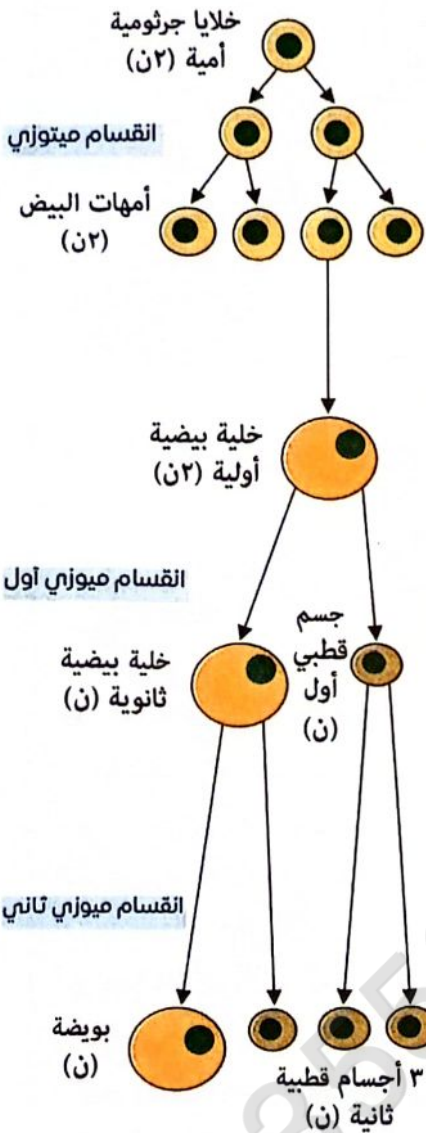 خلايا جرثومية
أمية (٢ن)
انقسام ميتوزي
أمهات البيض
(٢ن)
خلية بيضية
أولية (٢ن)
انقسام ميوزي أول
جسم
قطبي
أول
(ن)
خلية بيضية
ثانوية (ن)
انقسام ميوزي ثاني
بويضة
(ن)
٣ أجسام قطبية
ثانية (ن)